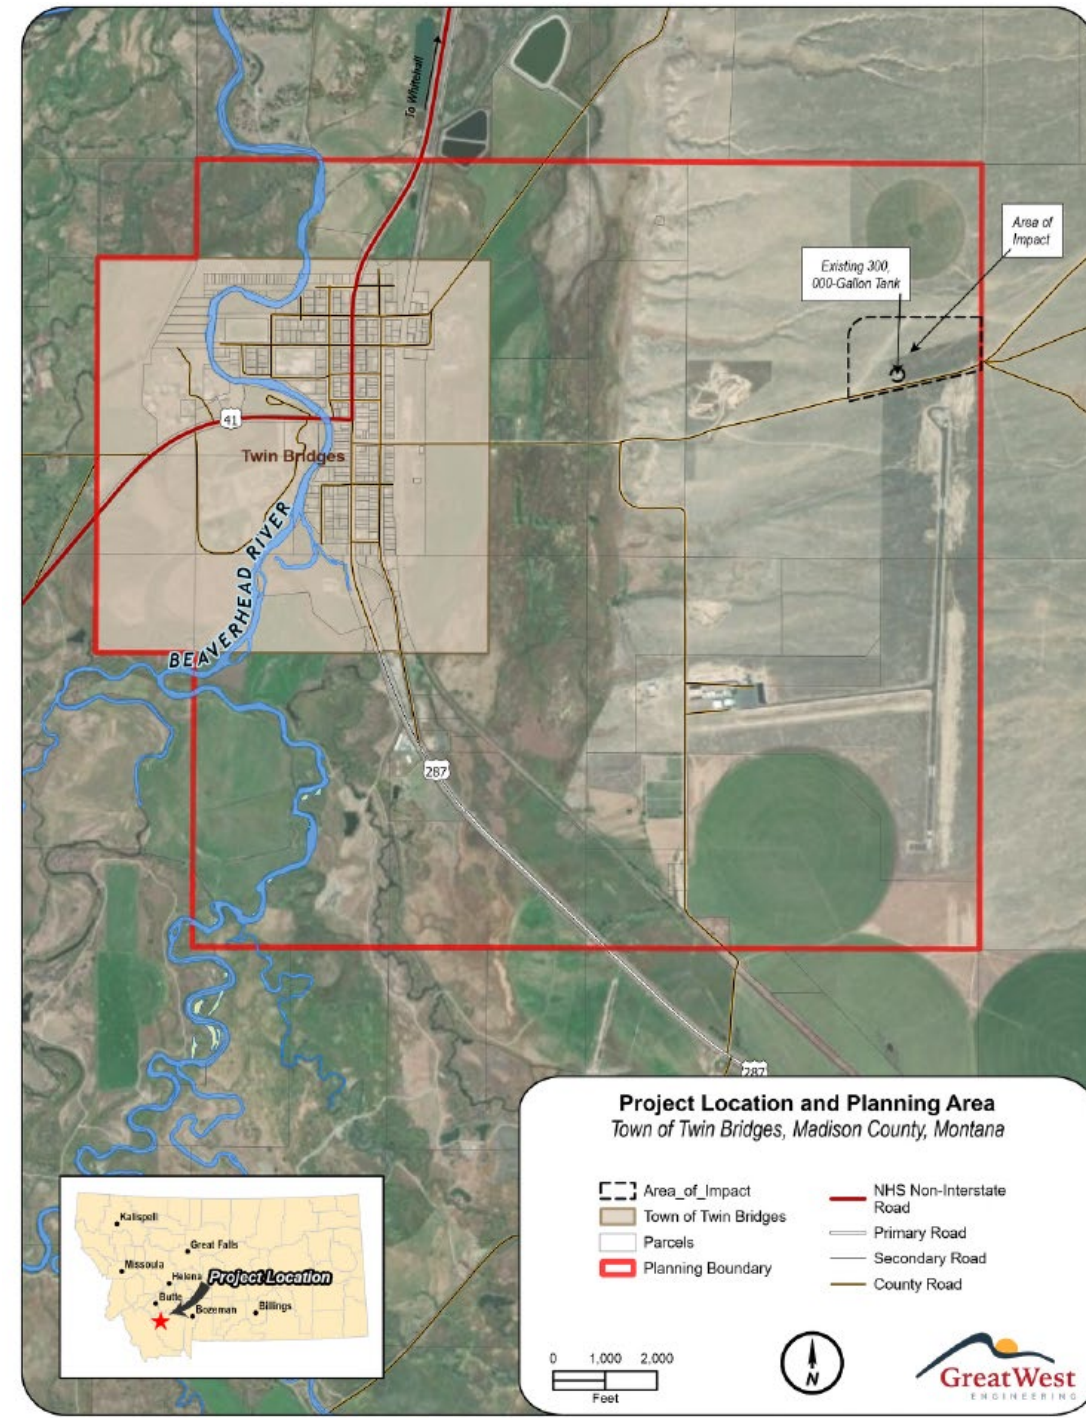 To Whitehall
Area of
Impact
Existing 300,
000-Gallon Tank
41
Twin Bridges
BEAVERHEAD RIVER
287
287
Project Location and Planning Area
Town of Twin Bridges, Madison County, Montana
Area_of_Impact
Town of Twin Bridges
Parcels
Planning Boundary
NHS Non-Interstate
Road
Primary Road
Secondary Road
County Road
Kalispell
Great Falls
Missoula
Helena
Project Location
Butte
Bozeman
Billings
0 1,000 2,000
Feet
N
GreatWest
ENGINEERING